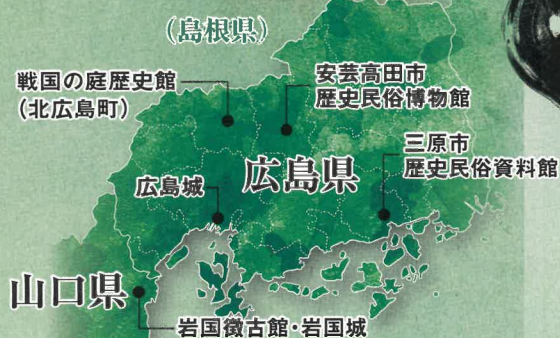 (島根県)
戦国の庭歴史館
(北広島町)
安芸高田市
歴史民俗博物館
三原市
歴史民俗資料館
広島城
広島県
山口県
岩国徴古館・岩国城